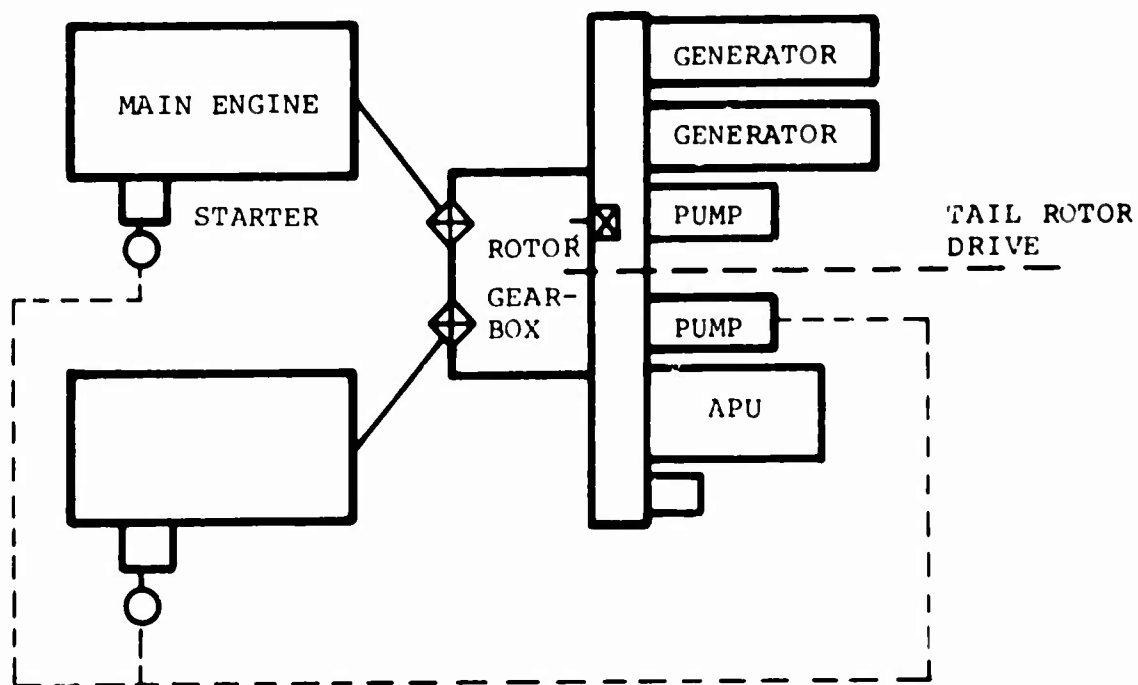 GENERATOR
MAIN ENGINE
GENERATOR
STARTER
PUMP
TAIL ROTOR
DRIVE
ROTOR
GEAR-
BOX
PUMP
APU